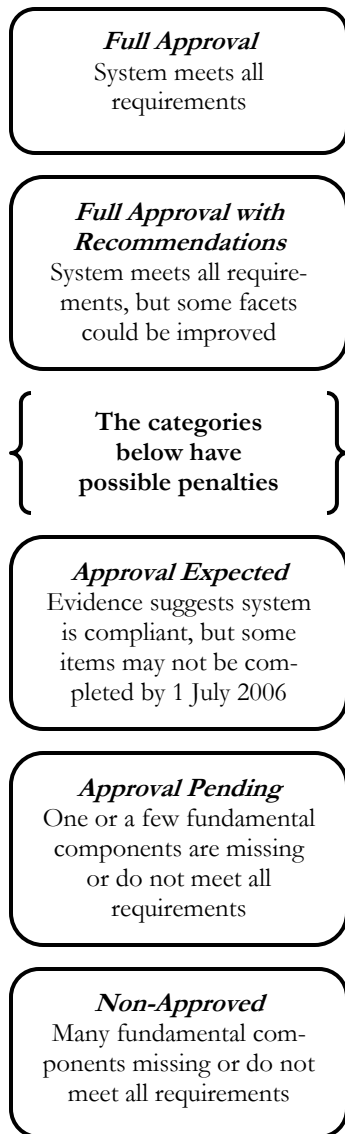 Full Approval
System meets all
requirements
Full Approval with
Recommendations
System meets all require-
ments, but some facets
could be improved
The categories
below have
possible penalties
Approval Expected
Evidence suggests system
is compliant, but some
items may not be com-
pleted by 1 July 2006
Approval Pending
One or a few fundamental
components are missing
or do not meet all
requirements
Non-Approved
Many fundamental com-
ponents missing or do not
meet all requirements